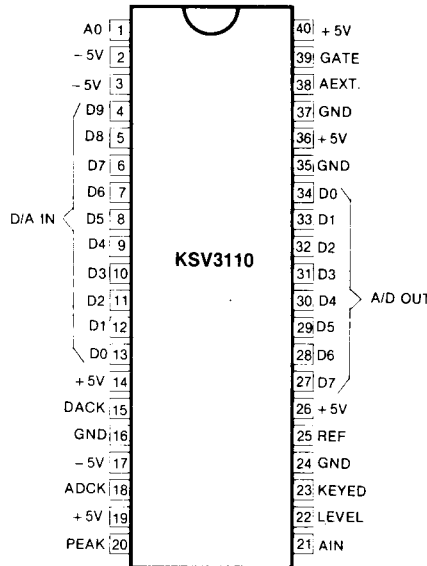 A0 1
- 5V 2
- 5V 3
D9 4
D8 5
D7 6
D6 7
D/A IN
D5 8
D4 9
D3 10
D2 11
D1 12
D0 13
+ 5V 14
DACK 15
GND 16
- 5V 17
ADCK 18
+ 5V 19
PEAK 20
KSV3110
40 + 5V
39 GATE
38 AEXT.
37 GND
36 + 5V
35 GND
34 D0
33 D1
32 D2
31 D3
30 D4
A/D OUT
29 D5
28 D6
27 D7
26 + 5V
25 REF
24 GND
23 KEYED
22 LEVEL
21 AIN